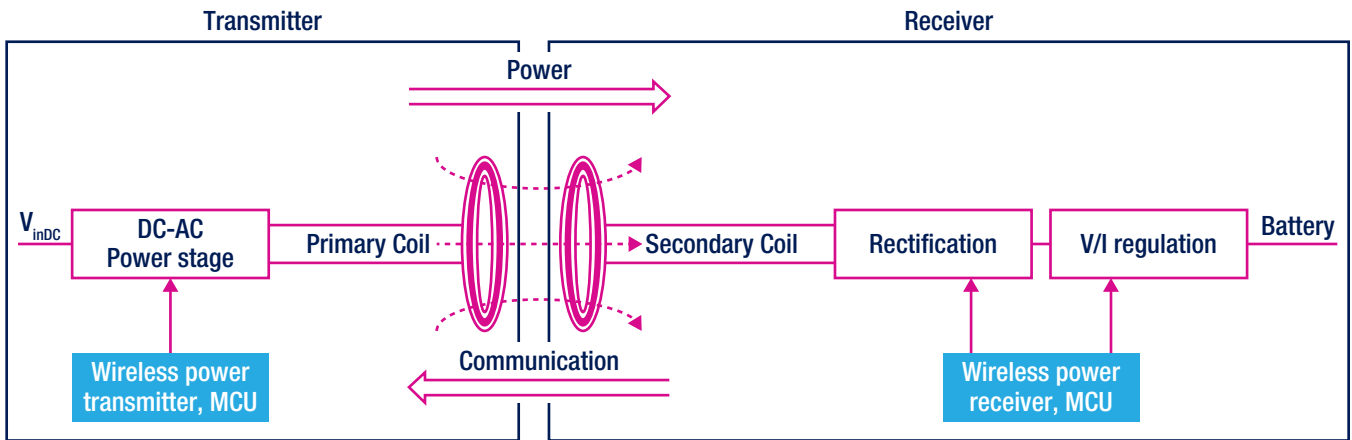 Transmitter
Receiver
Power
V_inDC
DC-AC
Power stage
Primary Coil
Secondary Coil
Rectification
V/I regulation
Battery
Communication
Wireless power
transmitter, MCU
Wireless power
receiver, MCU